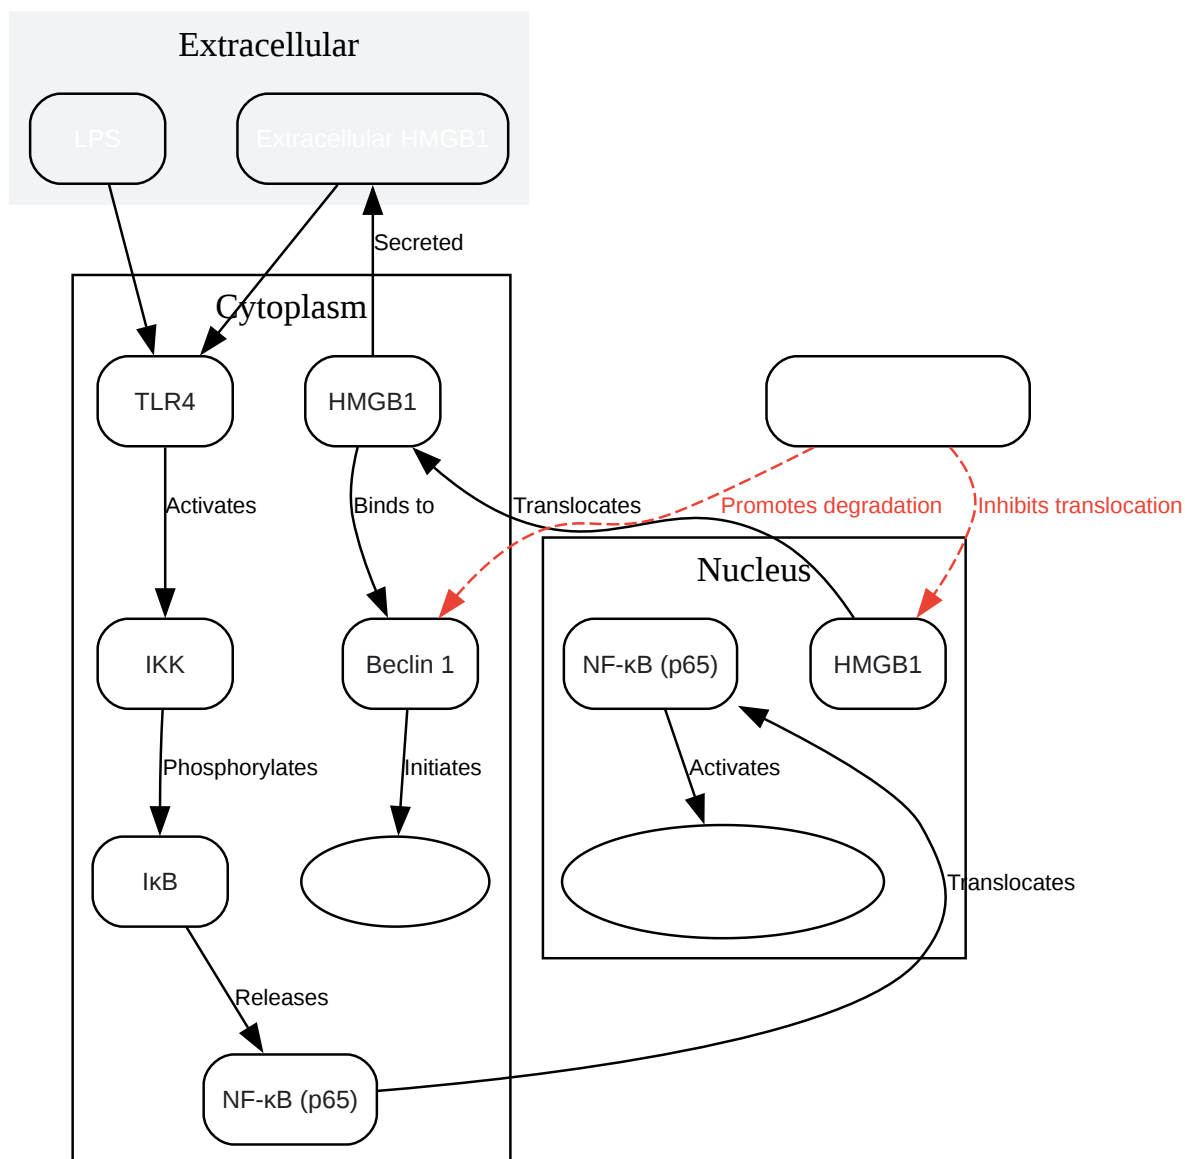 Extracellular
LPS
Extracellular HMGB1
Secreted
Cytoplasm
TLR4
HMGB1
Activates
Binds to
Translocates
Promotes degradation
Inhibits translocation
Nucleus
IKK
Beclin 1
NF-κB (p65)
HMGB1
Phosphorylates
Initiates
Activates
IκB
Translocates
Releases
NF-κB (p65)